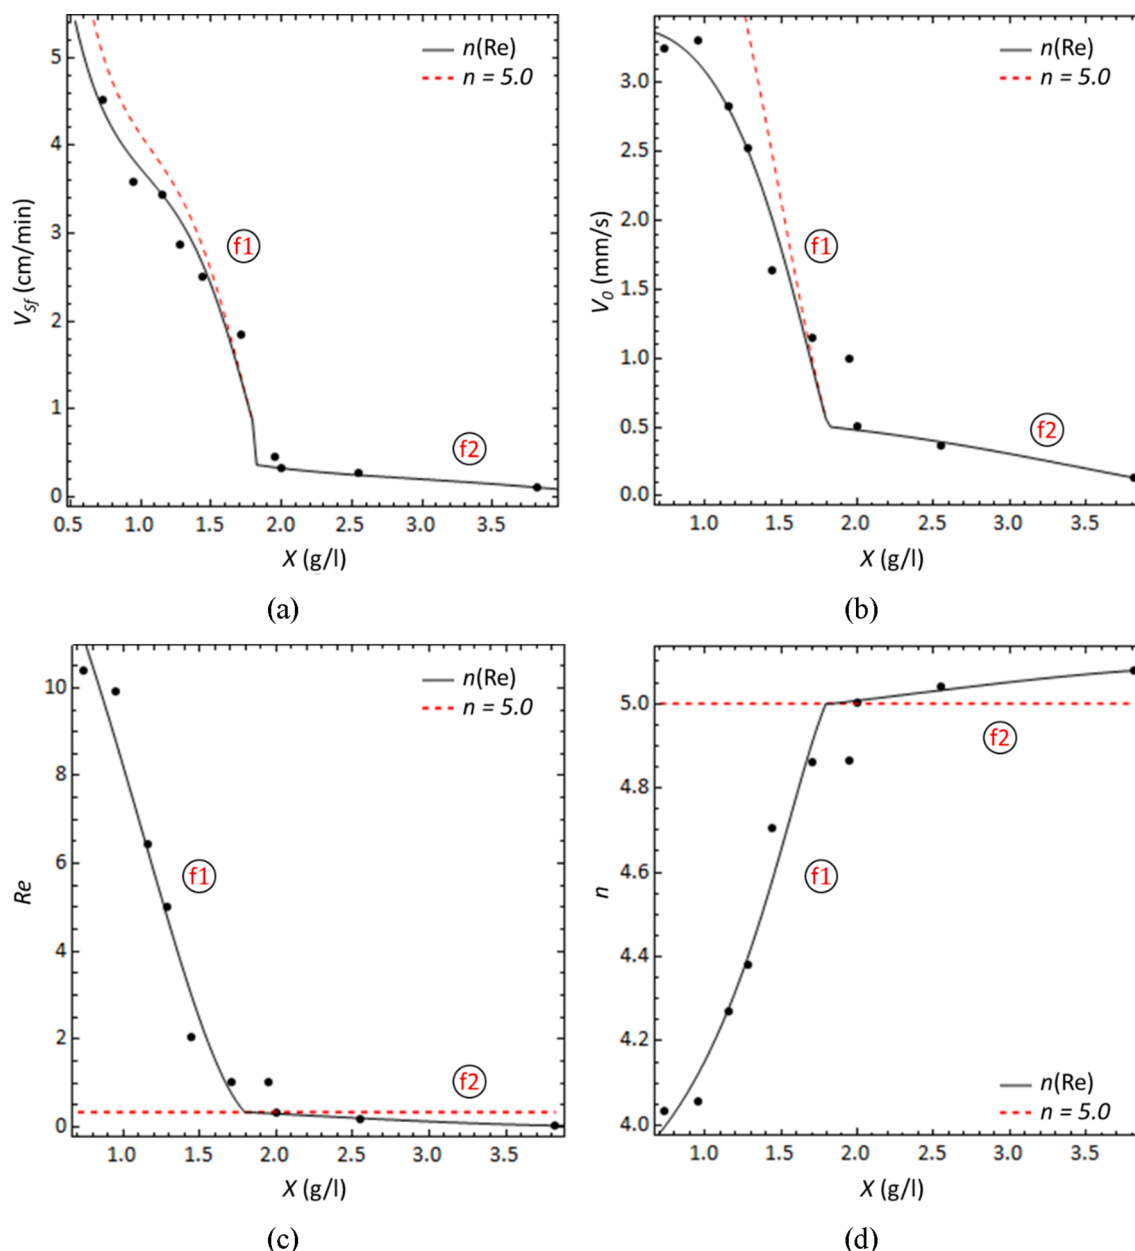 5
4
3
2
1
0
V_Sf (cm/min)
0.5 1.0 1.5 2.0 2.5 3.0 3.5
X (g/l)
n(Re)
n = 5.0
f1
f2
(a)
3.0
2.5
2.0
1.5
1.0
0.5
0.0
V_0 (mm/s)
1.0 1.5 2.0 2.5 3.0 3.5
X (g/l)
n(Re)
n = 5.0
f1
f2
(b)
10
8
6
4
2
0
Re
1.0 1.5 2.0 2.5 3.0 3.5
X (g/l)
n(Re)
n = 5.0
f1
f2
(c)
5.0
4.8
4.6
4.4
4.2
4.0
n
1.0 1.5 2.0 2.5 3.0 3.5
X (g/l)
f2
f1
n(Re)
n = 5.0
(d)